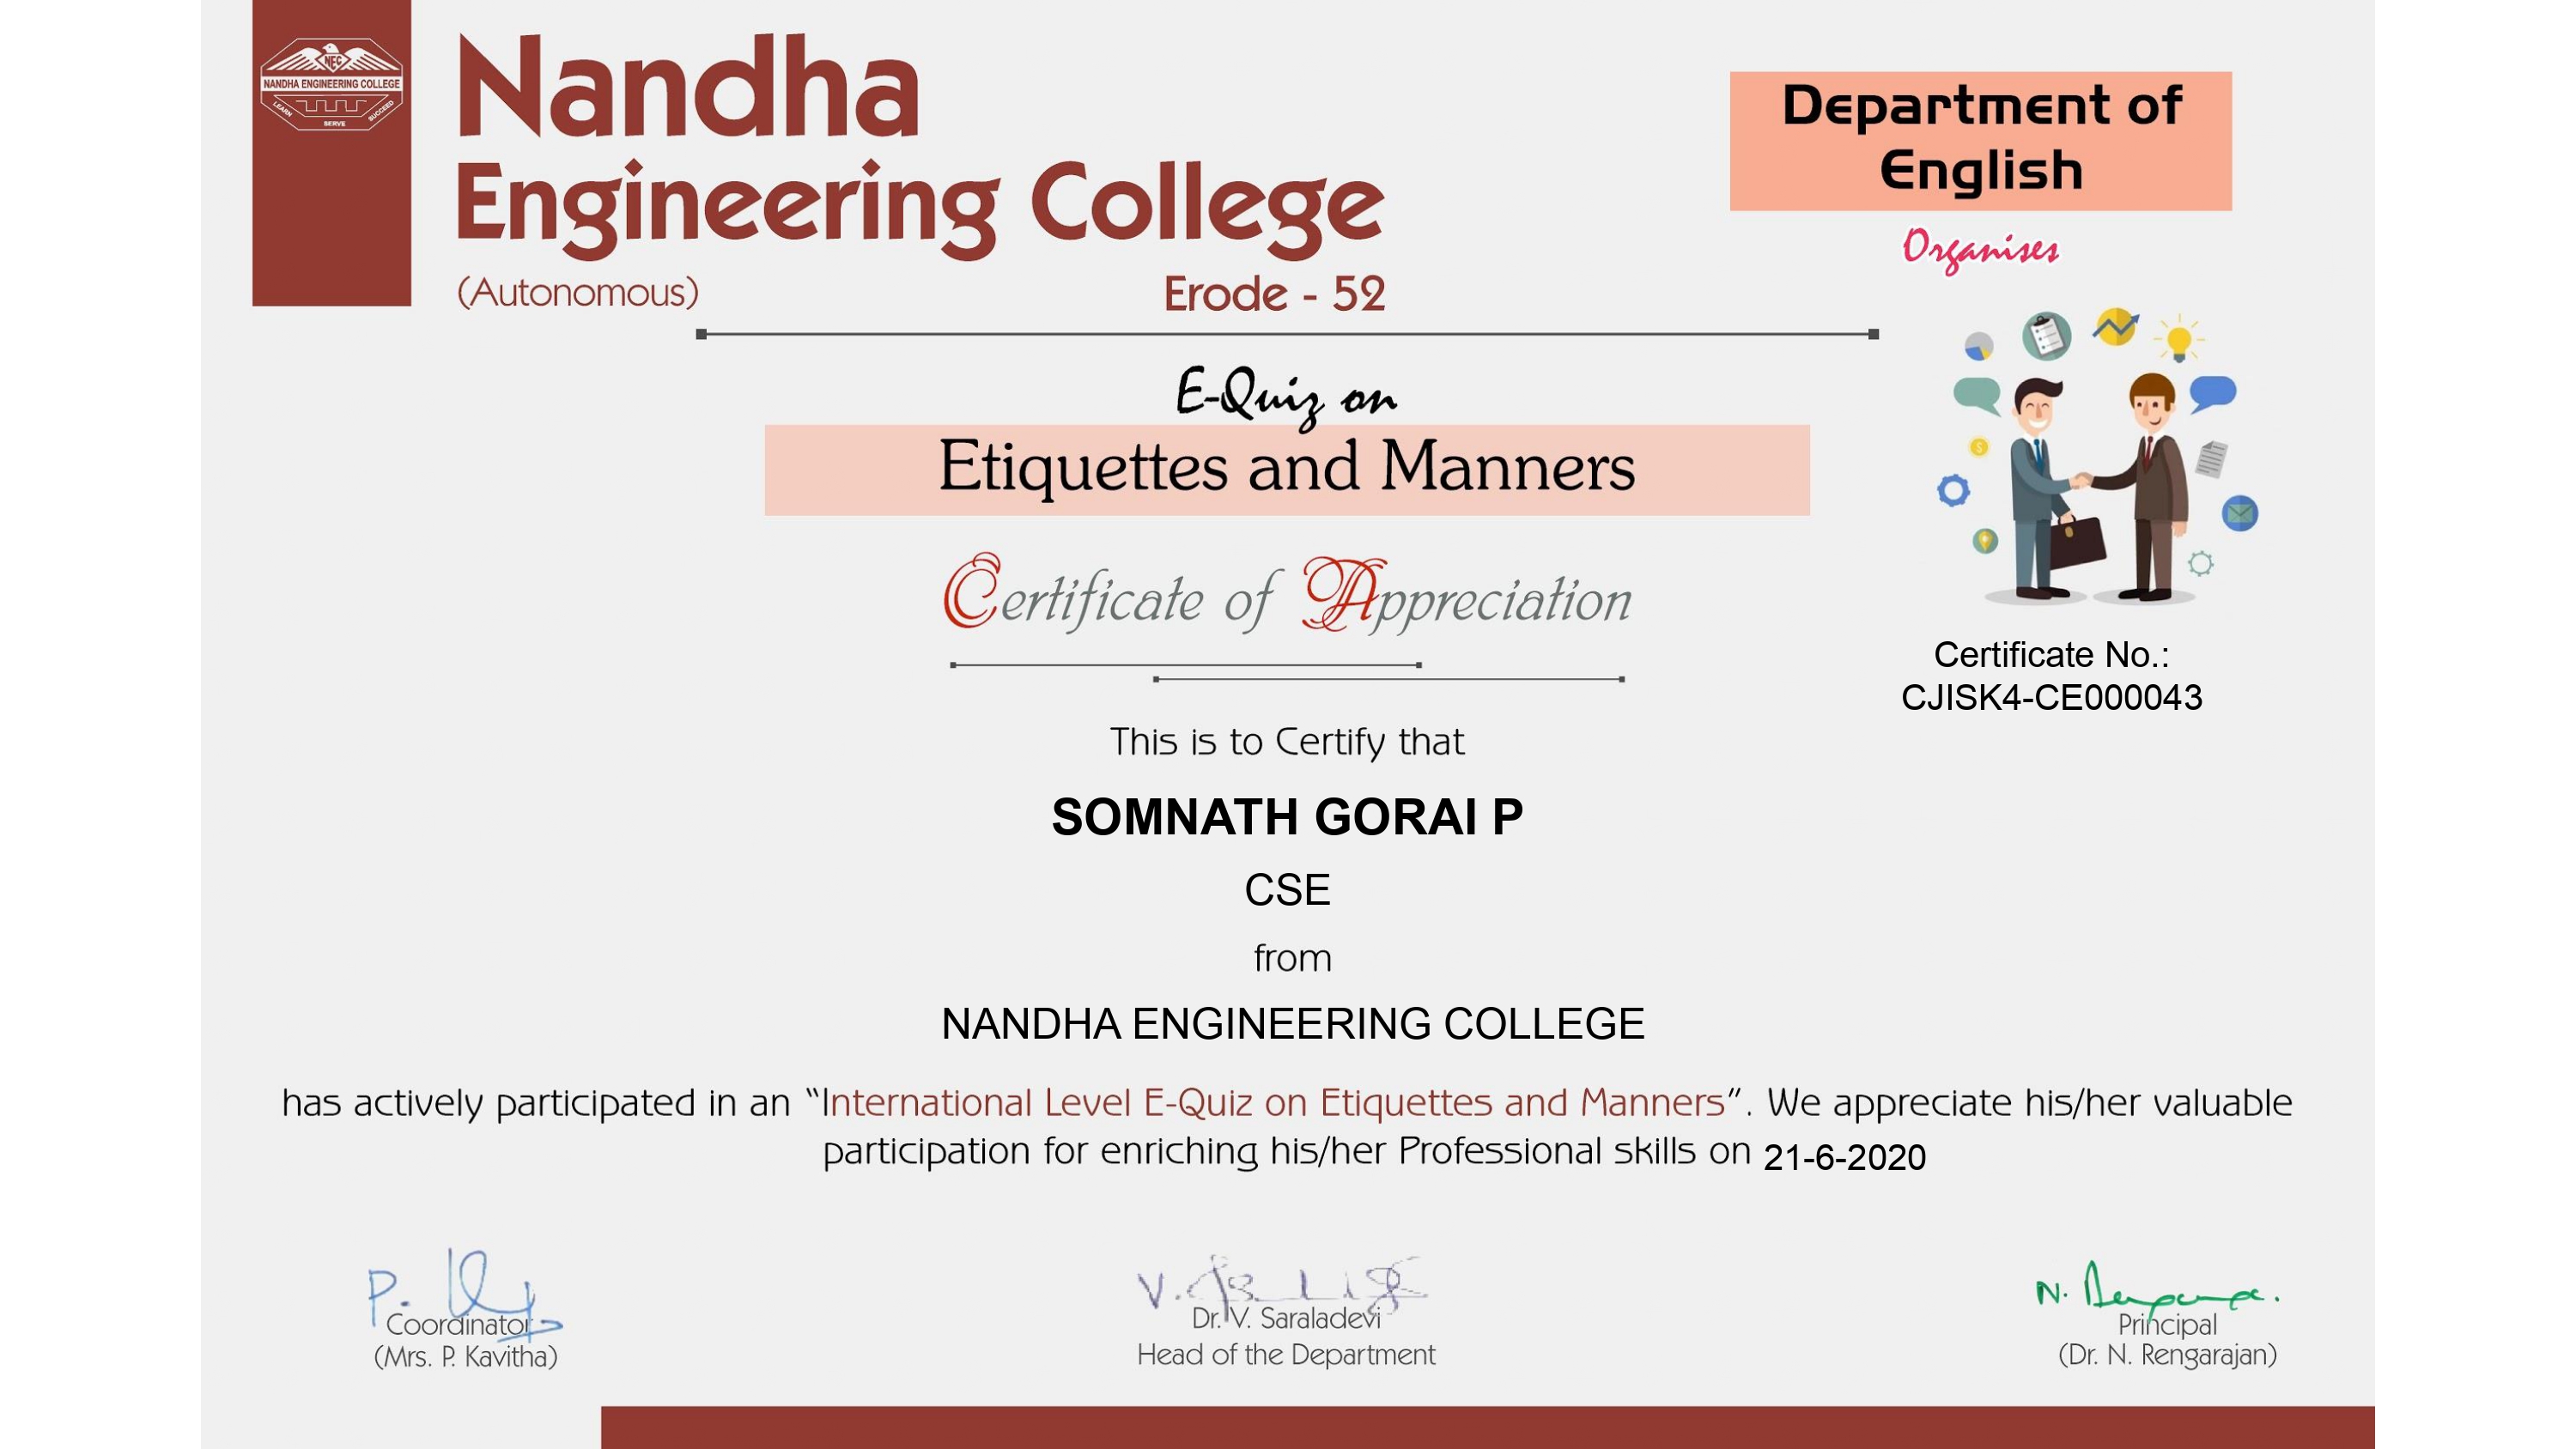 NEC
NANDHA ENGINEERING COLLEGE
LEARN
SERVE
SUCCEED
Nandha
Engineering College
(Autonomous)
Erode - 52
Department of
English
Organises
E-Quiz on
Etiquettes and Manners
Certificate of Appreciation
Certificate No.:
CJISK4-CE000043
This is to Certify that
SOMNATH GORAI P
CSE
from
NANDHA ENGINEERING COLLEGE
has actively participated in an “International Level E-Quiz on Etiquettes and Manners”. We appreciate his/her valuable
participation for enriching his/her Professional skills on 21-6-2020
Coordinator
(Mrs. P. Kavitha)
Dr. V. Saraladevi
Head of the Department
Principal
(Dr. N. Rengarajan)